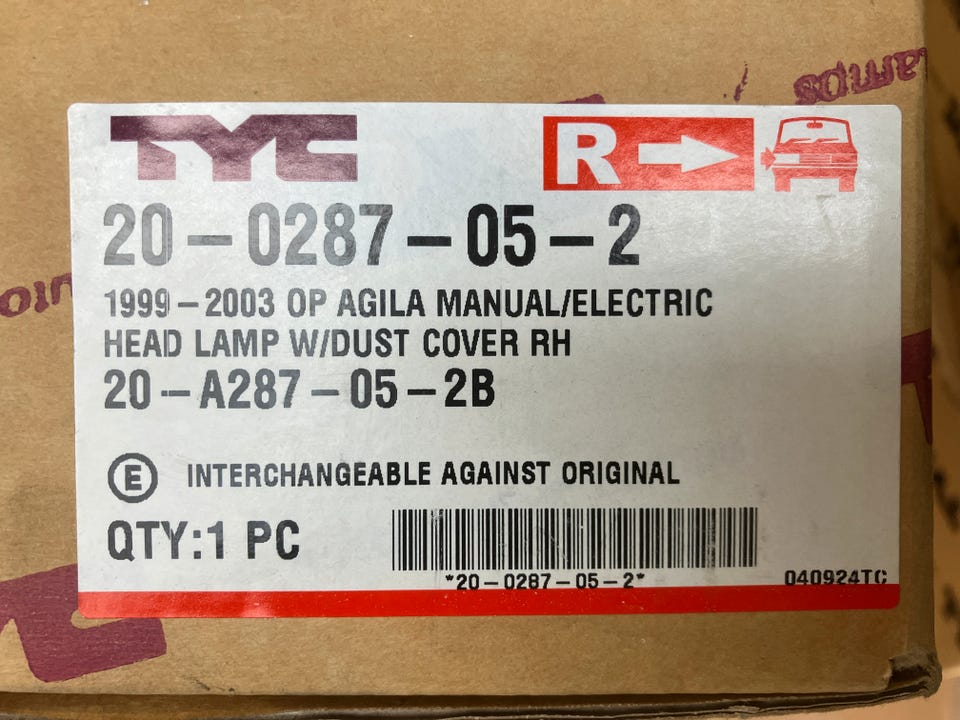 TYC
R
20-0287-05-2
1999-2003 OP AGILA MANUAL/ELECTRIC
HEAD LAMP W/DUST COVER RH
20-A287-05-2B
E INTERCHANGEABLE AGAINST ORIGINAL
QTY:1 PC
*20-0287-05-2*
040924TC